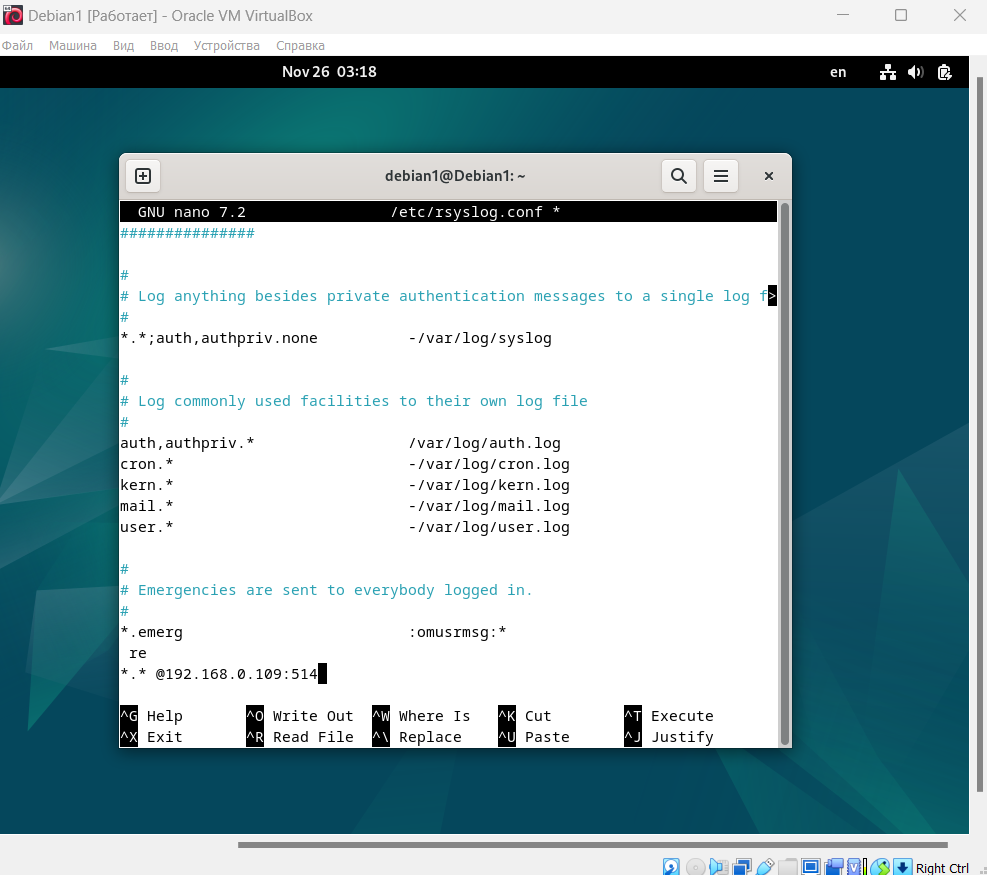 Debian1 [Работает] - Oracle VM VirtualBox
Файл Машина Вид Ввод Устройства Справка
Nov 26 03:18 en
debian1@Debian1: ~
GNU nano 7.2 /etc/rsyslog.conf *
###############
#
# Log anything besides private authentication messages to a single log f>
#
*.*;auth,authpriv.none -/var/log/syslog
#
# Log commonly used facilities to their own log file
#
auth,authpriv.* /var/log/auth.log
cron.* -/var/log/cron.log
kern.* -/var/log/kern.log
mail.* -/var/log/mail.log
user.* -/var/log/user.log
#
# Emergencies are sent to everybody logged in.
#
*.emerg :omusrmsg:*
re
*.* @192.168.0.109:514
^G Help ^O Write Out ^W Where Is ^K Cut ^T Execute
^X Exit ^R Read File ^\ Replace ^U Paste ^J Justify
Right Ctrl